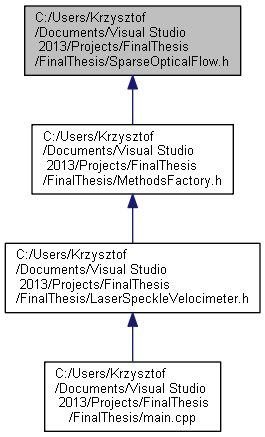 C:/Users/Krzysztof
/Documents/Visual Studio
2013/Projects/FinalThesis
/FinalThesis/SparseOpticalFlow.h
C:/Users/Krzysztof
/Documents/Visual Studio
2013/Projects/FinalThesis
/FinalThesis/MethodsFactory.h
C:/Users/Krzysztof
/Documents/Visual Studio
2013/Projects/FinalThesis
/FinalThesis/LaserSpeckleVelocimeter.h
C:/Users/Krzysztof
/Documents/Visual Studio
2013/Projects/FinalThesis
/FinalThesis/main.cpp